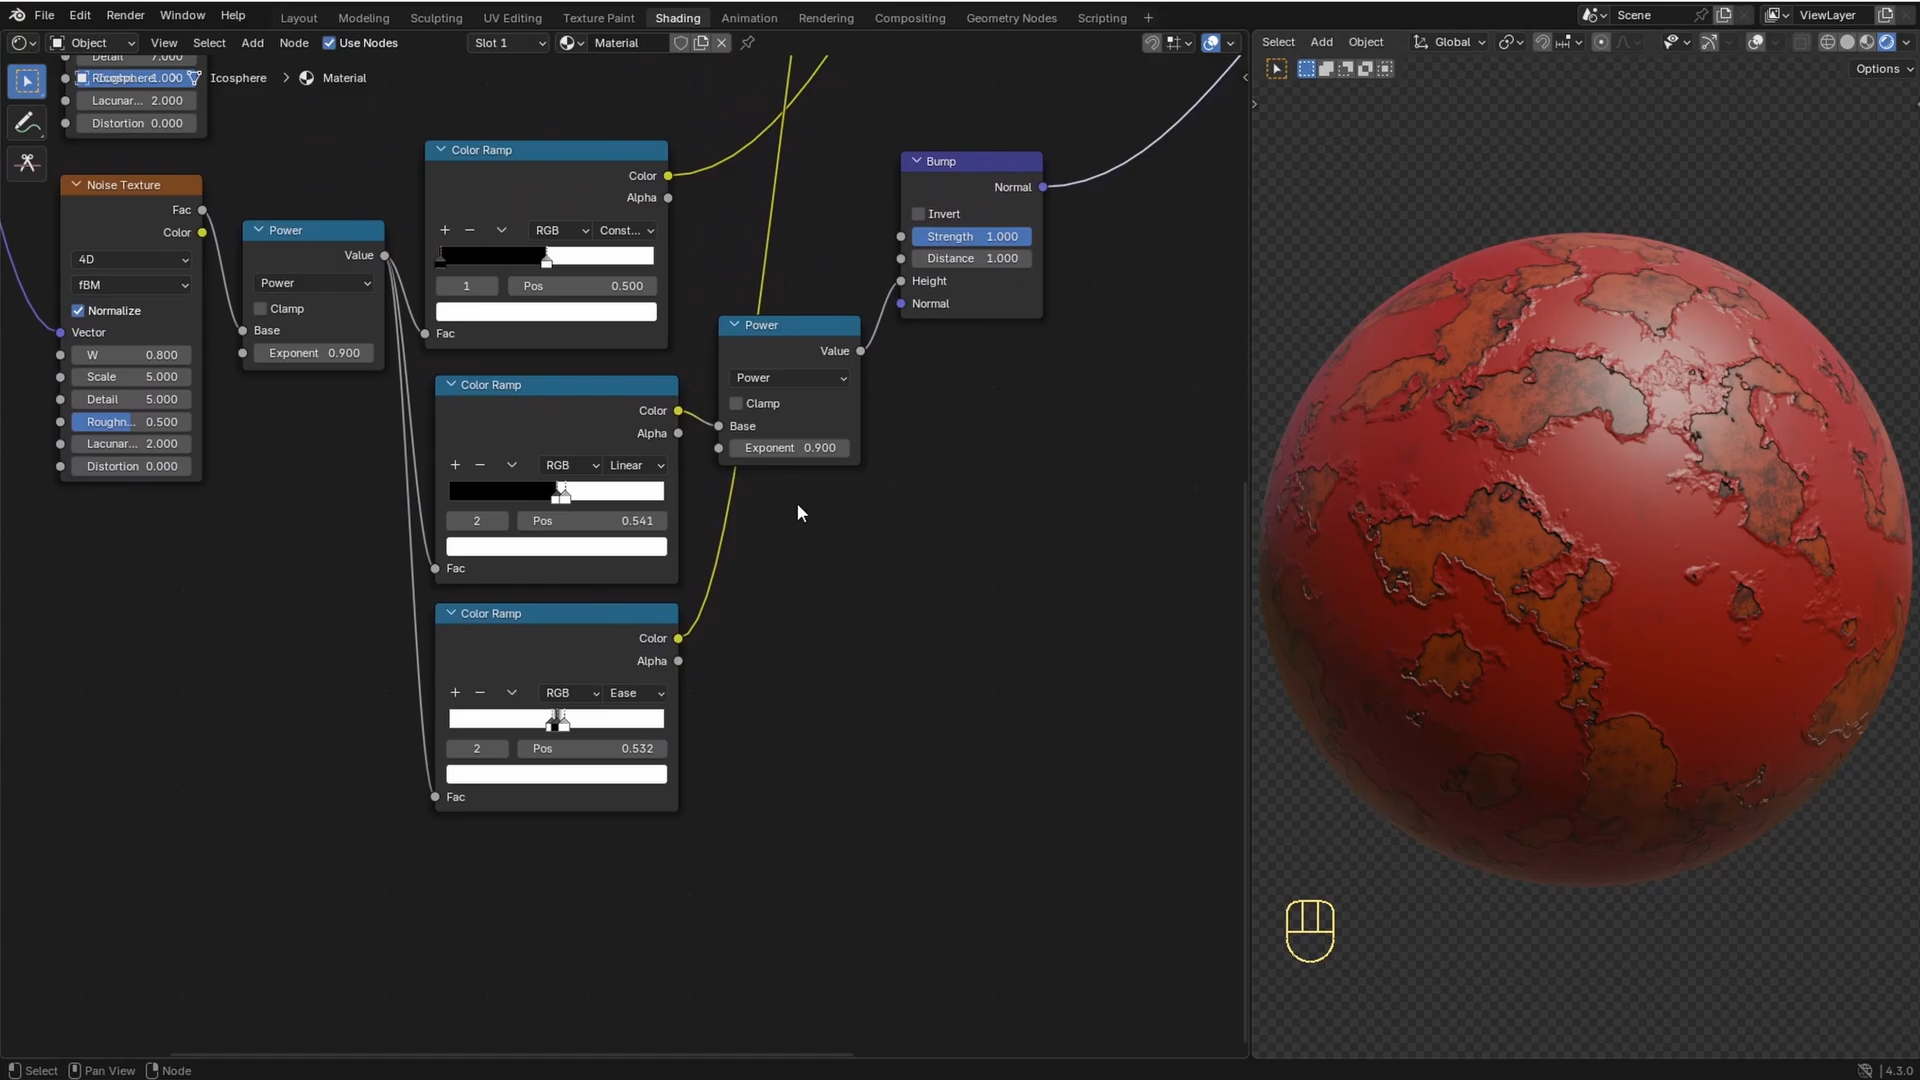 File Edit Render Window Help Layout Modeling Sculpting UV Editing Texture Paint Shading Animation Rendering Compositing Geometry Nodes Scripting + Scene ViewLayer
Object View Select Add Node Use Nodes Slot 1 Material
Select Add Object Global
Options
Detail 7.000
1.000
Icosphere > Material
Lacunar... 2.000
Distortion 0.000
Noise Texture
Fac
Color
4D
fBM
Normalize
Vector
W 0.800
Scale 5.000
Detail 5.000
Roughn... 0.500
Lacunar... 2.000
Distortion 0.000
Power
Value
Power
Clamp
Base
Exponent 0.900
Color Ramp
Color
Alpha
RGB Const...
1 Pos 0.500
Fac
Color Ramp
Color
Alpha
RGB Linear
2 Pos 0.541
Fac
Color Ramp
Color
Alpha
RGB Ease
2 Pos 0.532
Fac
Power
Value
Power
Clamp
Base
Exponent 0.900
Bump
Normal
Invert
Strength 1.000
Distance 1.000
Height
Normal
Select Pan View Node
4.3.0